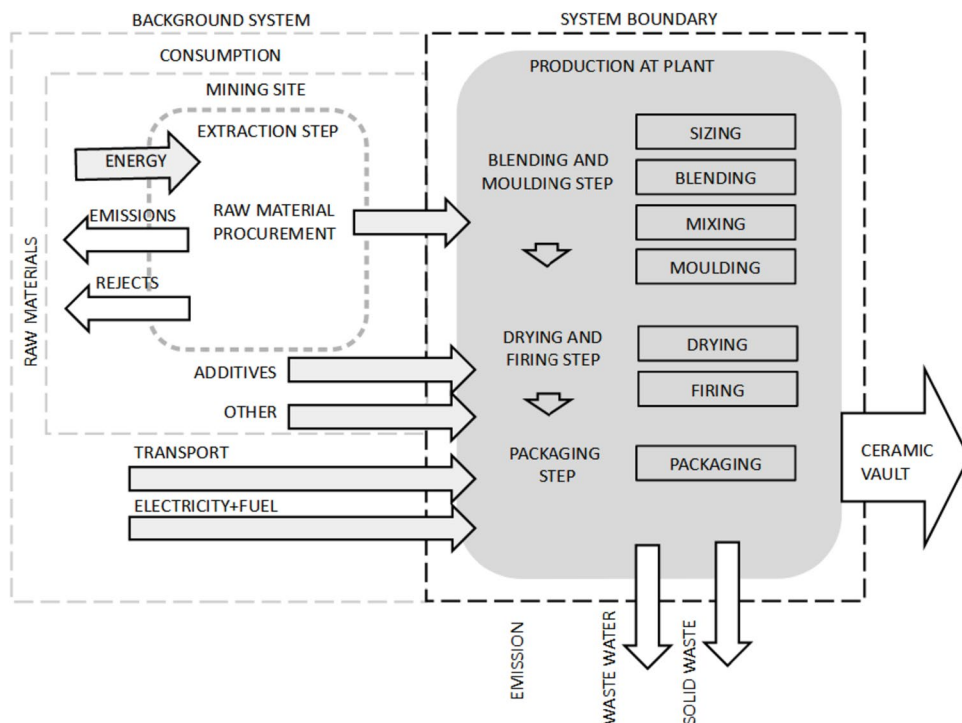 BACKGROUND SYSTEM
SYSTEM BOUNDARY
CONSUMPTION
MINING SITE
EXTRACTION STEP
ENERGY
EMISSIONS
RAW MATERIAL
PROCUREMENT
REJECTS
RAW MATERIALS
ADDITIVES
OTHER
TRANSPORT
ELECTRICITY+FUEL
PRODUCTION AT PLANT
BLENDING AND
MOULDING STEP
SIZING
BLENDING
MIXING
MOULDING
DRYING AND
FIRING STEP
DRYING
FIRING
PACKAGING
STEP
PACKAGING
CERAMIC
VAULT
EMISSION
WASTE WATER
SOLID WASTE